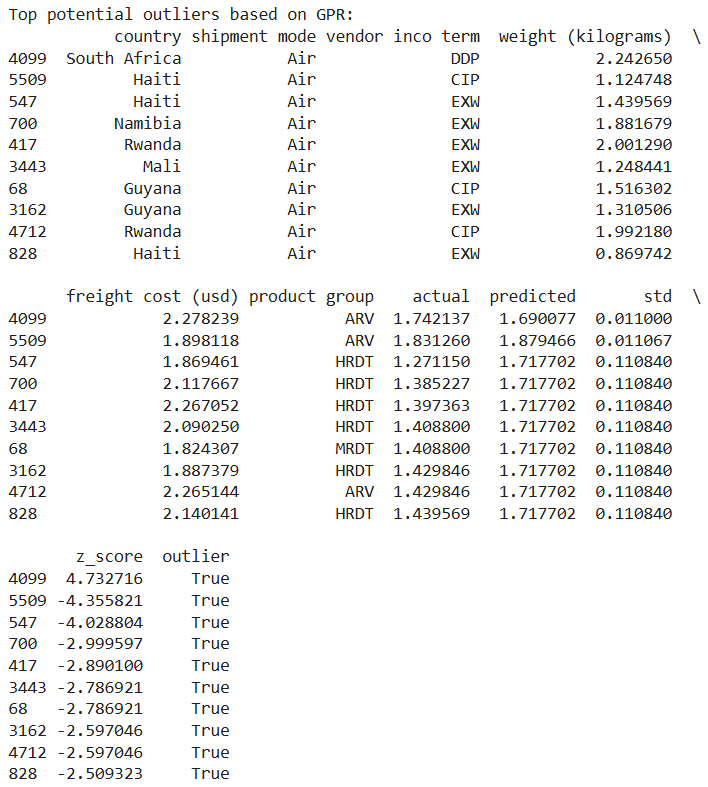 Top potential outliers based on GPR:
country shipment mode vendor inco term weight (kilograms) \
4099 South Africa Air DDP 2.242650
5509 Haiti Air CIP 1.124748
547 Haiti Air EXW 1.439569
700 Namibia Air EXW 1.881679
417 Rwanda Air EXW 2.001290
3443 Mali Air EXW 1.248441
68 Guyana Air CIP 1.516302
3162 Guyana Air EXW 1.310506
4712 Rwanda Air CIP 1.992180
828 Haiti Air EXW 0.869742
freight cost (usd) product group actual predicted std \
4099 2.278239 ARV 1.742137 1.690077 0.011000
5509 1.898118 ARV 1.831260 1.879466 0.011067
547 1.869461 HRDT 1.271150 1.717702 0.110840
700 2.117667 HRDT 1.385227 1.717702 0.110840
417 2.267052 HRDT 1.397363 1.717702 0.110840
3443 2.090250 HRDT 1.408800 1.717702 0.110840
68 1.824307 MRDT 1.408800 1.717702 0.110840
3162 1.887379 HRDT 1.429846 1.717702 0.110840
4712 2.265144 ARV 1.429846 1.717702 0.110840
828 2.140141 HRDT 1.439569 1.717702 0.110840
z_score outlier
4099 4.732716 True
5509 -4.355821 True
547 -4.028804 True
700 -2.999597 True
417 -2.890100 True
3443 -2.786921 True
68 -2.786921 True
3162 -2.597046 True
4712 -2.597046 True
828 -2.509323 True